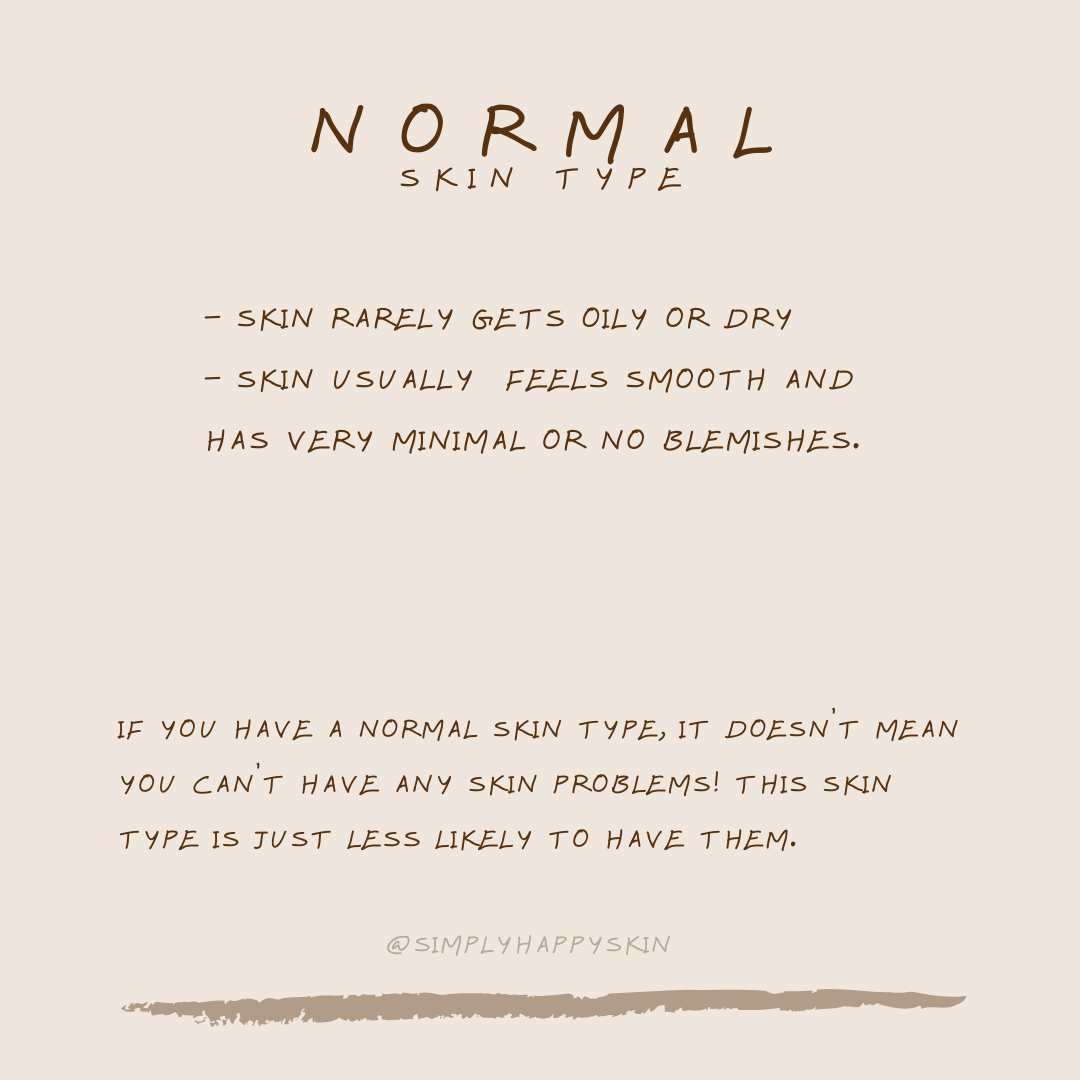 NORMAL
SKIN TYPE
- SKIN RARELY GETS OILY OR DRY
- SKIN USUALLY FEELS SMOOTH AND
HAS VERY MINIMAL OR NO BLEMISHES.
IF YOU HAVE A NORMAL SKIN TYPE, IT DOESN'T MEAN
YOU CAN'T HAVE ANY SKIN PROBLEMS! THIS SKIN
TYPE IS JUST LESS LIKELY TO HAVE THEM.
@SIMPLYHAPPYSKIN